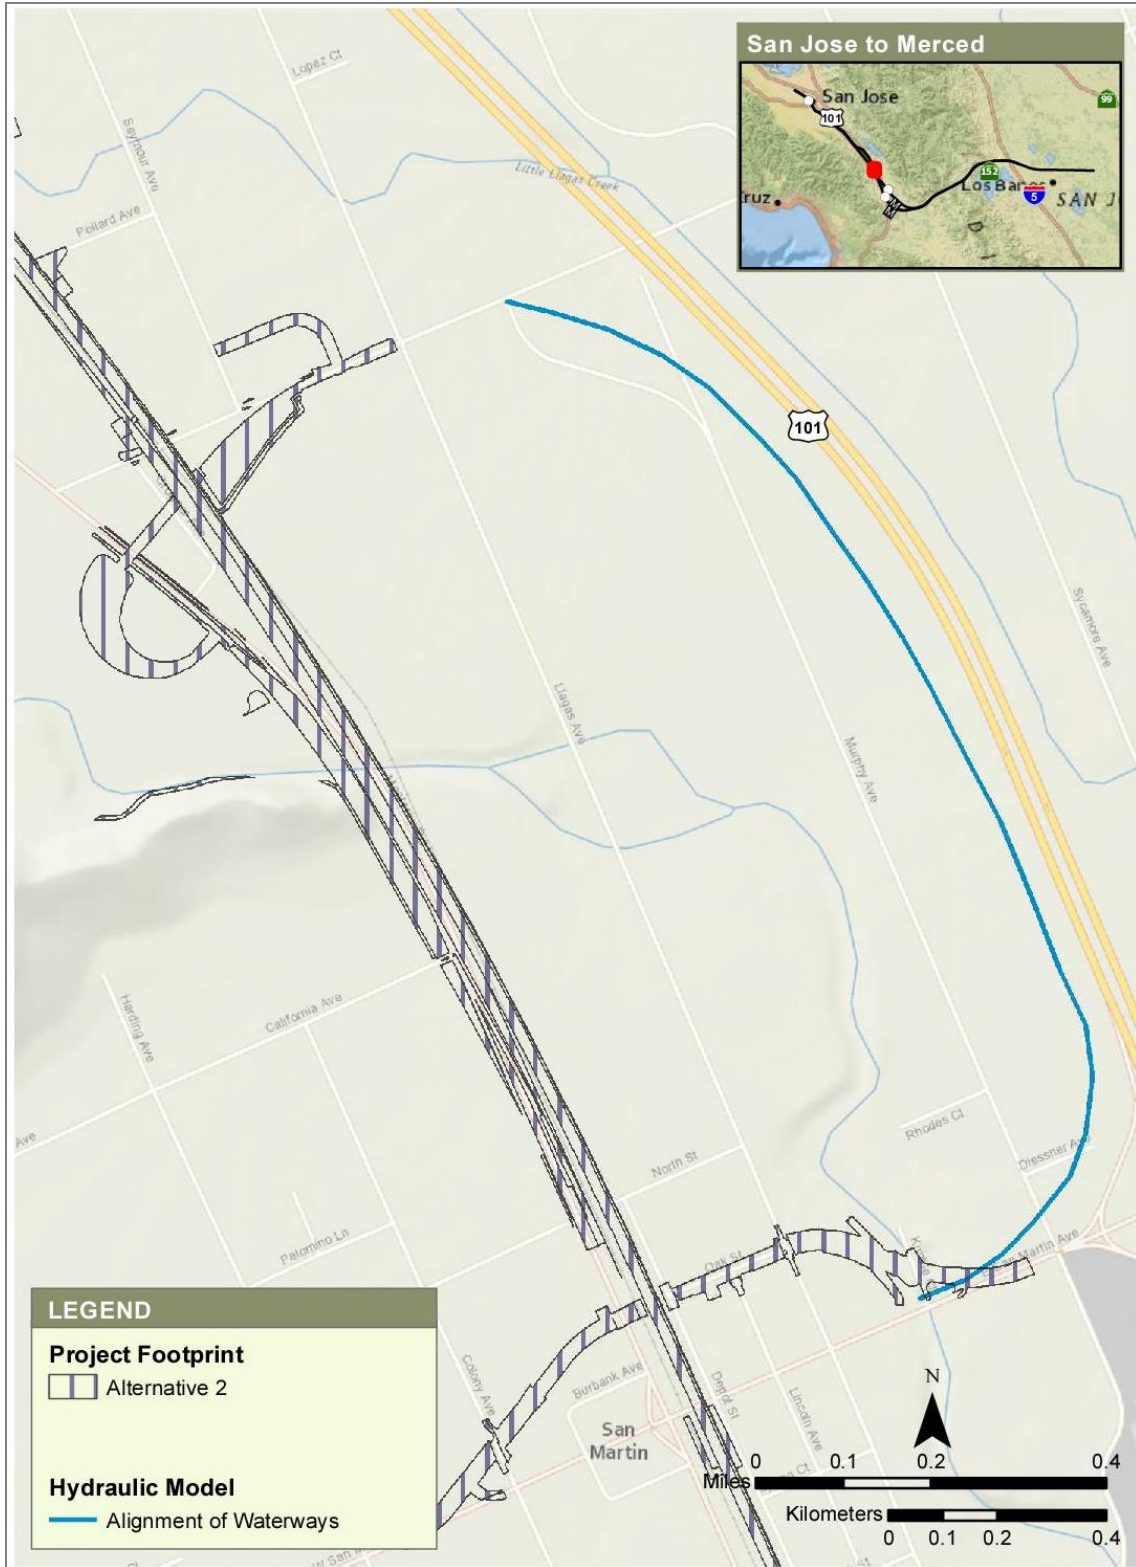 San Jose to Merced
San Jose
101
99
152
Los Banos
5
SAN J
ruz
Lopez Ct
Seymour Ave
Pollard Ave
Little Llagas Creek
101
Sycamore Ave
Llagas Ave
Murphy Ave
Harding Ave
California Ave
Ave
Rhodes Ct
Diessner Ave
North St
Palomino La
Oak St
Martin Ave
Colony Ave
Burbank Ave
Depot St
Lincoln Ave
San
Martin
LEGEND
Project Footprint
Alternative 2
Hydraulic Model
Alignment of Waterways
N
0 0.1 0.2 0.4
Miles
Kilometers
0 0.1 0.2 0.4